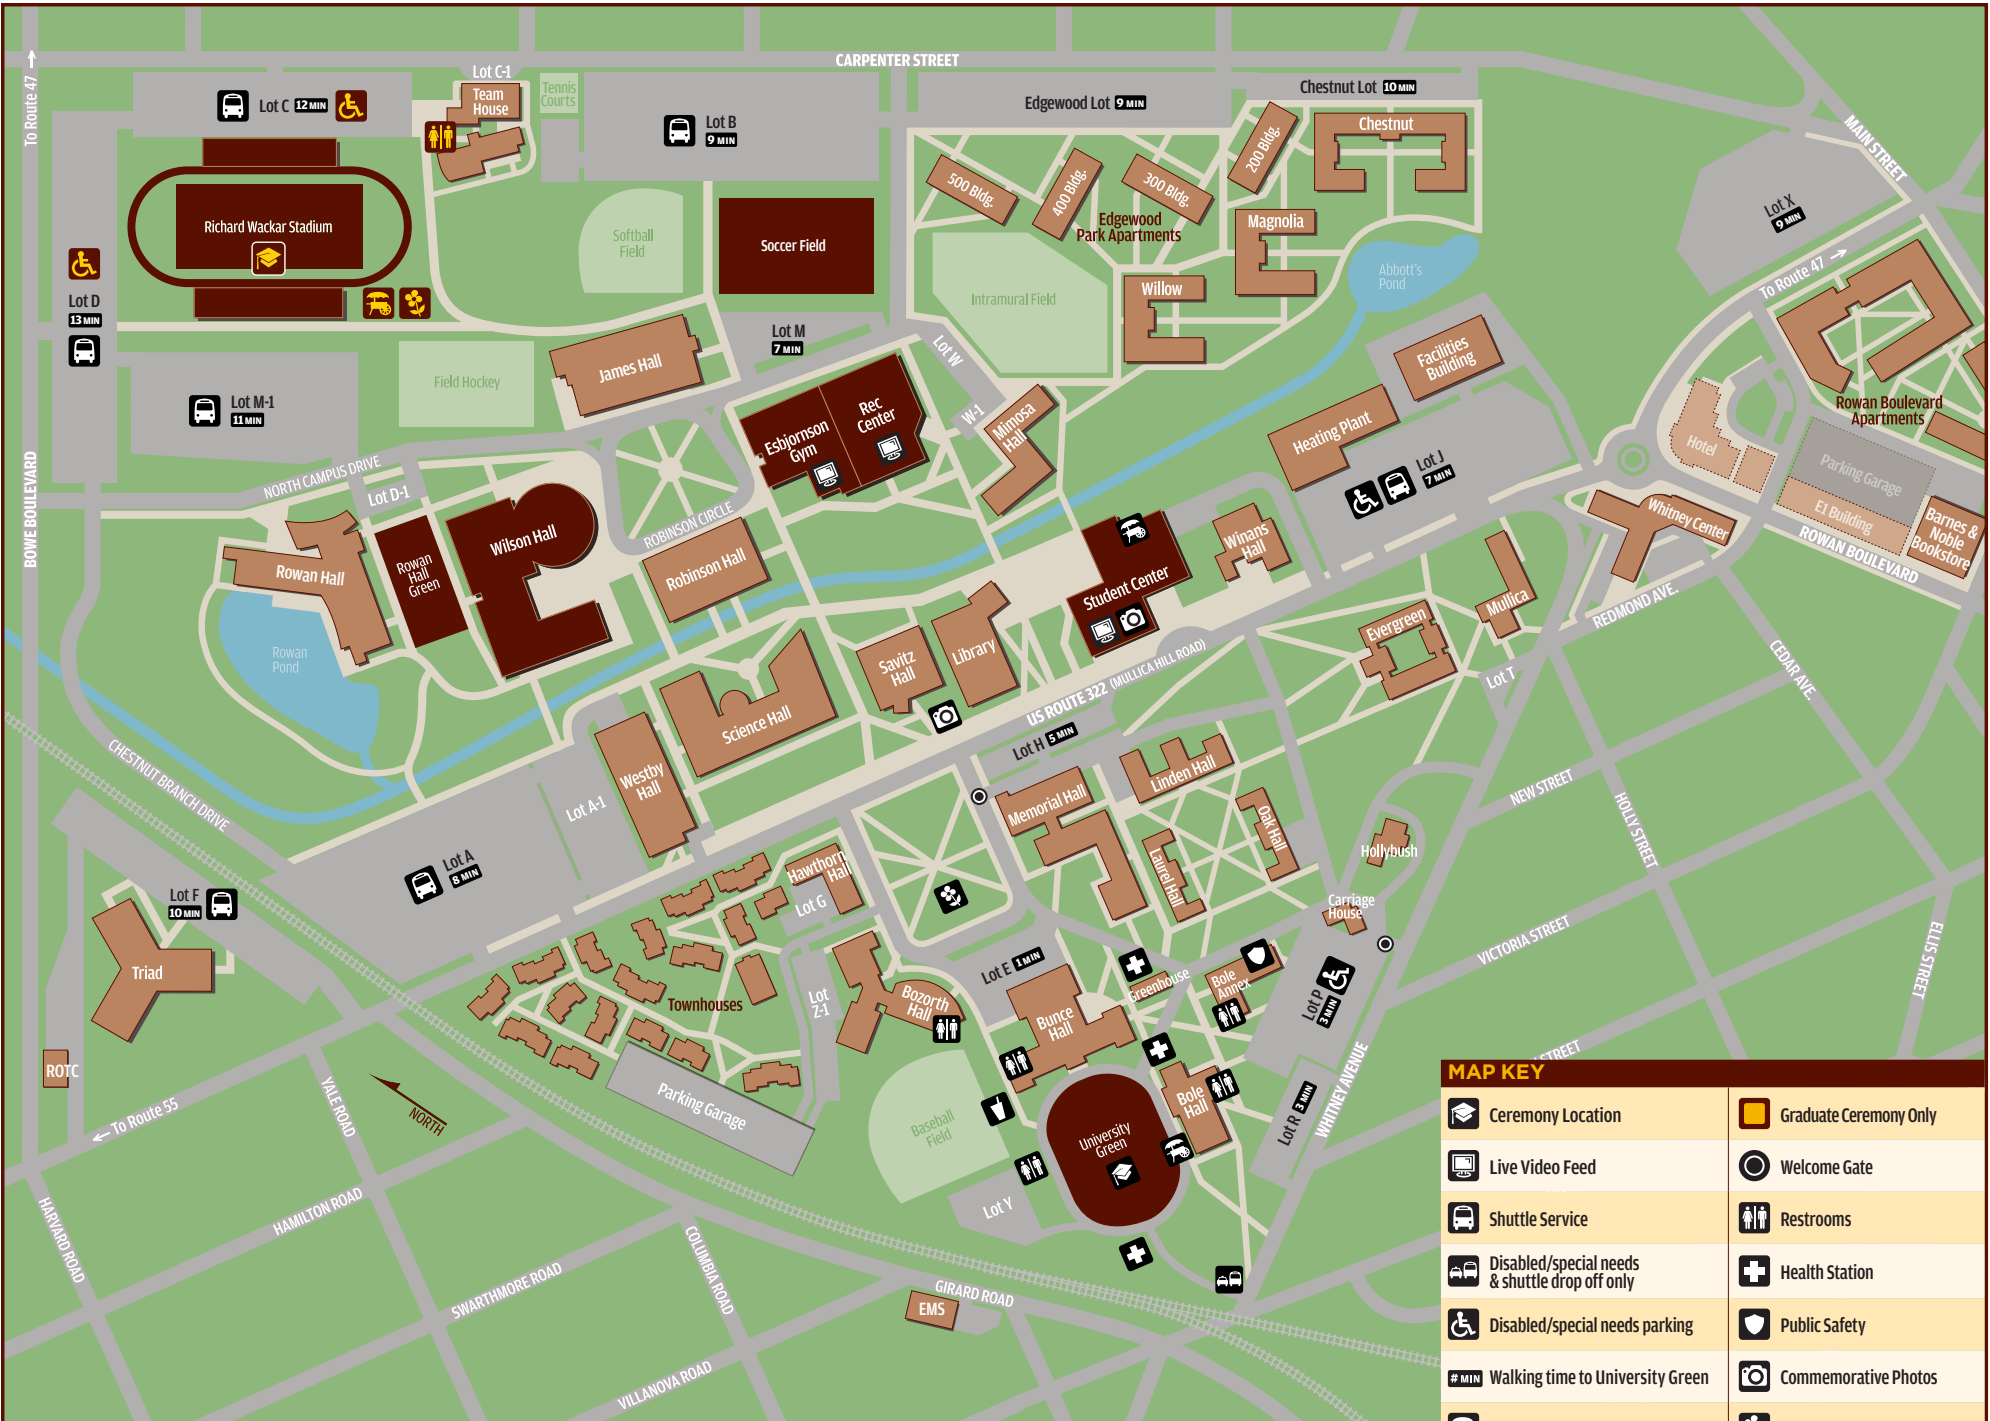 To Route 47
CARPENTER STREET
Lot C-1
Team
House
Tennis
Courts
Lot C 12 MIN
Lot B
9 MIN
Edgewood Lot 9 MIN
Chestnut Lot 10 MIN
Chestnut
MAIN STREET
200 Bldg.
300 Bldg.
400 Bldg.
500 Bldg.
Edgewood
Park Apartments
Magnolia
Lot X
9 MIN
Richard Wackar Stadium
Softball
Field
Soccer Field
Lot D
13 MIN
Intramural Field
Willow
Abbott's
Pond
To Route 47
Lot M
7 MIN
Lot W
W-1
James Hall
Field Hockey
Lot M-1
11 MIN
Facilities
Building
Heating Plant
Rowan Boulevard
Apartments
Rec
Center
Esbjornson
Gym
Mimosa
Hall
Hotel
Parking Garage
E1 Building
Barnes &
Noble
Bookstore
ROWAN BOULEVARD
Lot J
7 MIN
Whitney Center
BOWE BOULEVARD
NORTH CAMPUS DRIVE
Lot D-1
ROBINSON CIRCLE
Wilson Hall
Rowan Hall
Rowan
Hall
Green
Robinson Hall
Winans
Hall
Student Center
Mullica
REDMOND AVE.
CEDAR AVE.
Evergreen
Rowan
Pond
Savitz
Hall
Library
US ROUTE 322 (MULLICA HILL ROAD)
Lot T
Science Hall
Lot H 5 MIN
Linden Hall
CHESTNUT BRANCH DRIVE
Westby
Hall
Lot A-1
Memorial Hall
Oak Hall
Laurel Hall
NEW STREET
HOLLY STREET
Hollybush
Lot A
8 MIN
Hawthorn
Hall
Lot G
Lot F
10 MIN
Carriage
House
VICTORIA STREET
ELLIS STREET
Triad
Lot E 1 MIN
Greenhouse
Bole
Annex
Lot P
3 MIN
Townhouses
Lot
Z-1
Bozorth
Hall
Bunce
Hall
STREET
ROTC
YALE ROAD
NORTH
To Route 55
Parking Garage
Baseball
Field
University
Green
Bole
Hall
Lot R 3 MIN
WHITNEY AVENUE
Lot Y
HARVARD ROAD
HAMILTON ROAD
COLUMBIA ROAD
SWARTHMORE ROAD
GIRARD ROAD
EMS
VILLANOVA ROAD
MAP KEY
Ceremony Location
Graduate Ceremony Only
Live Video Feed
Welcome Gate
Shuttle Service
Restrooms
Disabled/special needs
& shuttle drop off only
Health Station
Disabled/special needs parking
Public Safety
# MIN Walking time to University Green
Commemorative Photos